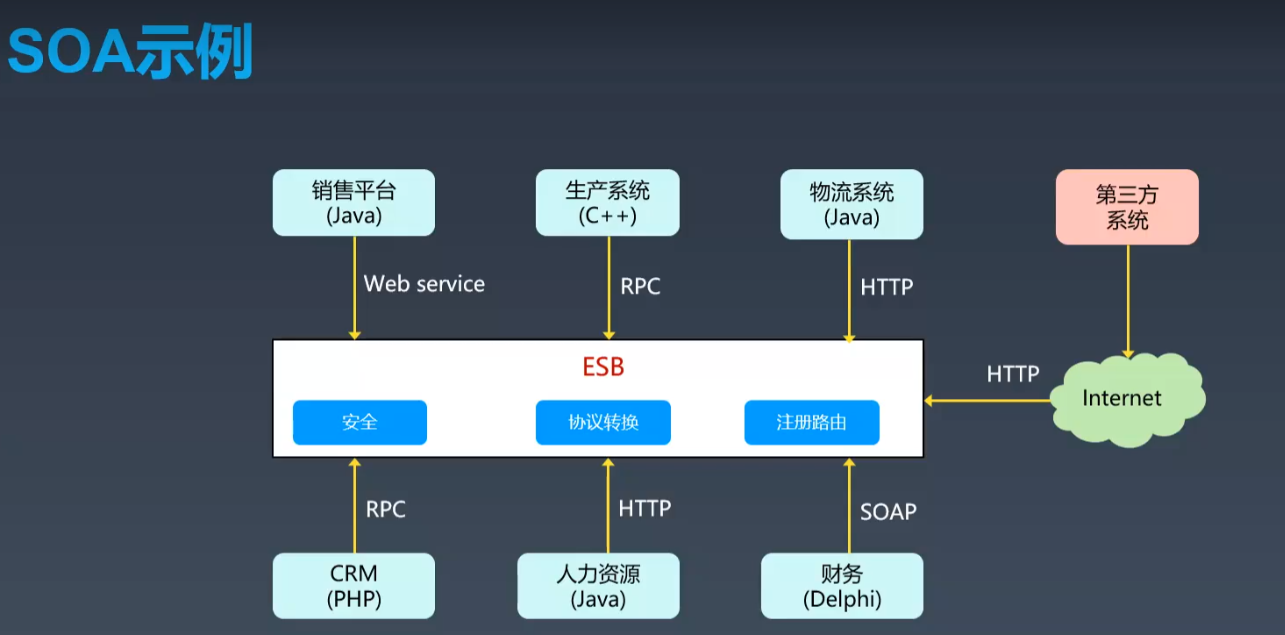 SOA示例
销售平台
(Java)
生产系统
(C++)
物流系统
(Java)
第三方
系统
Web service
RPC
HTTP
ESB
安全
协议转换
注册路由
HTTP
Internet
RPC
HTTP
SOAP
CRM
(PHP)
人力资源
(Java)
财务
(Delphi)